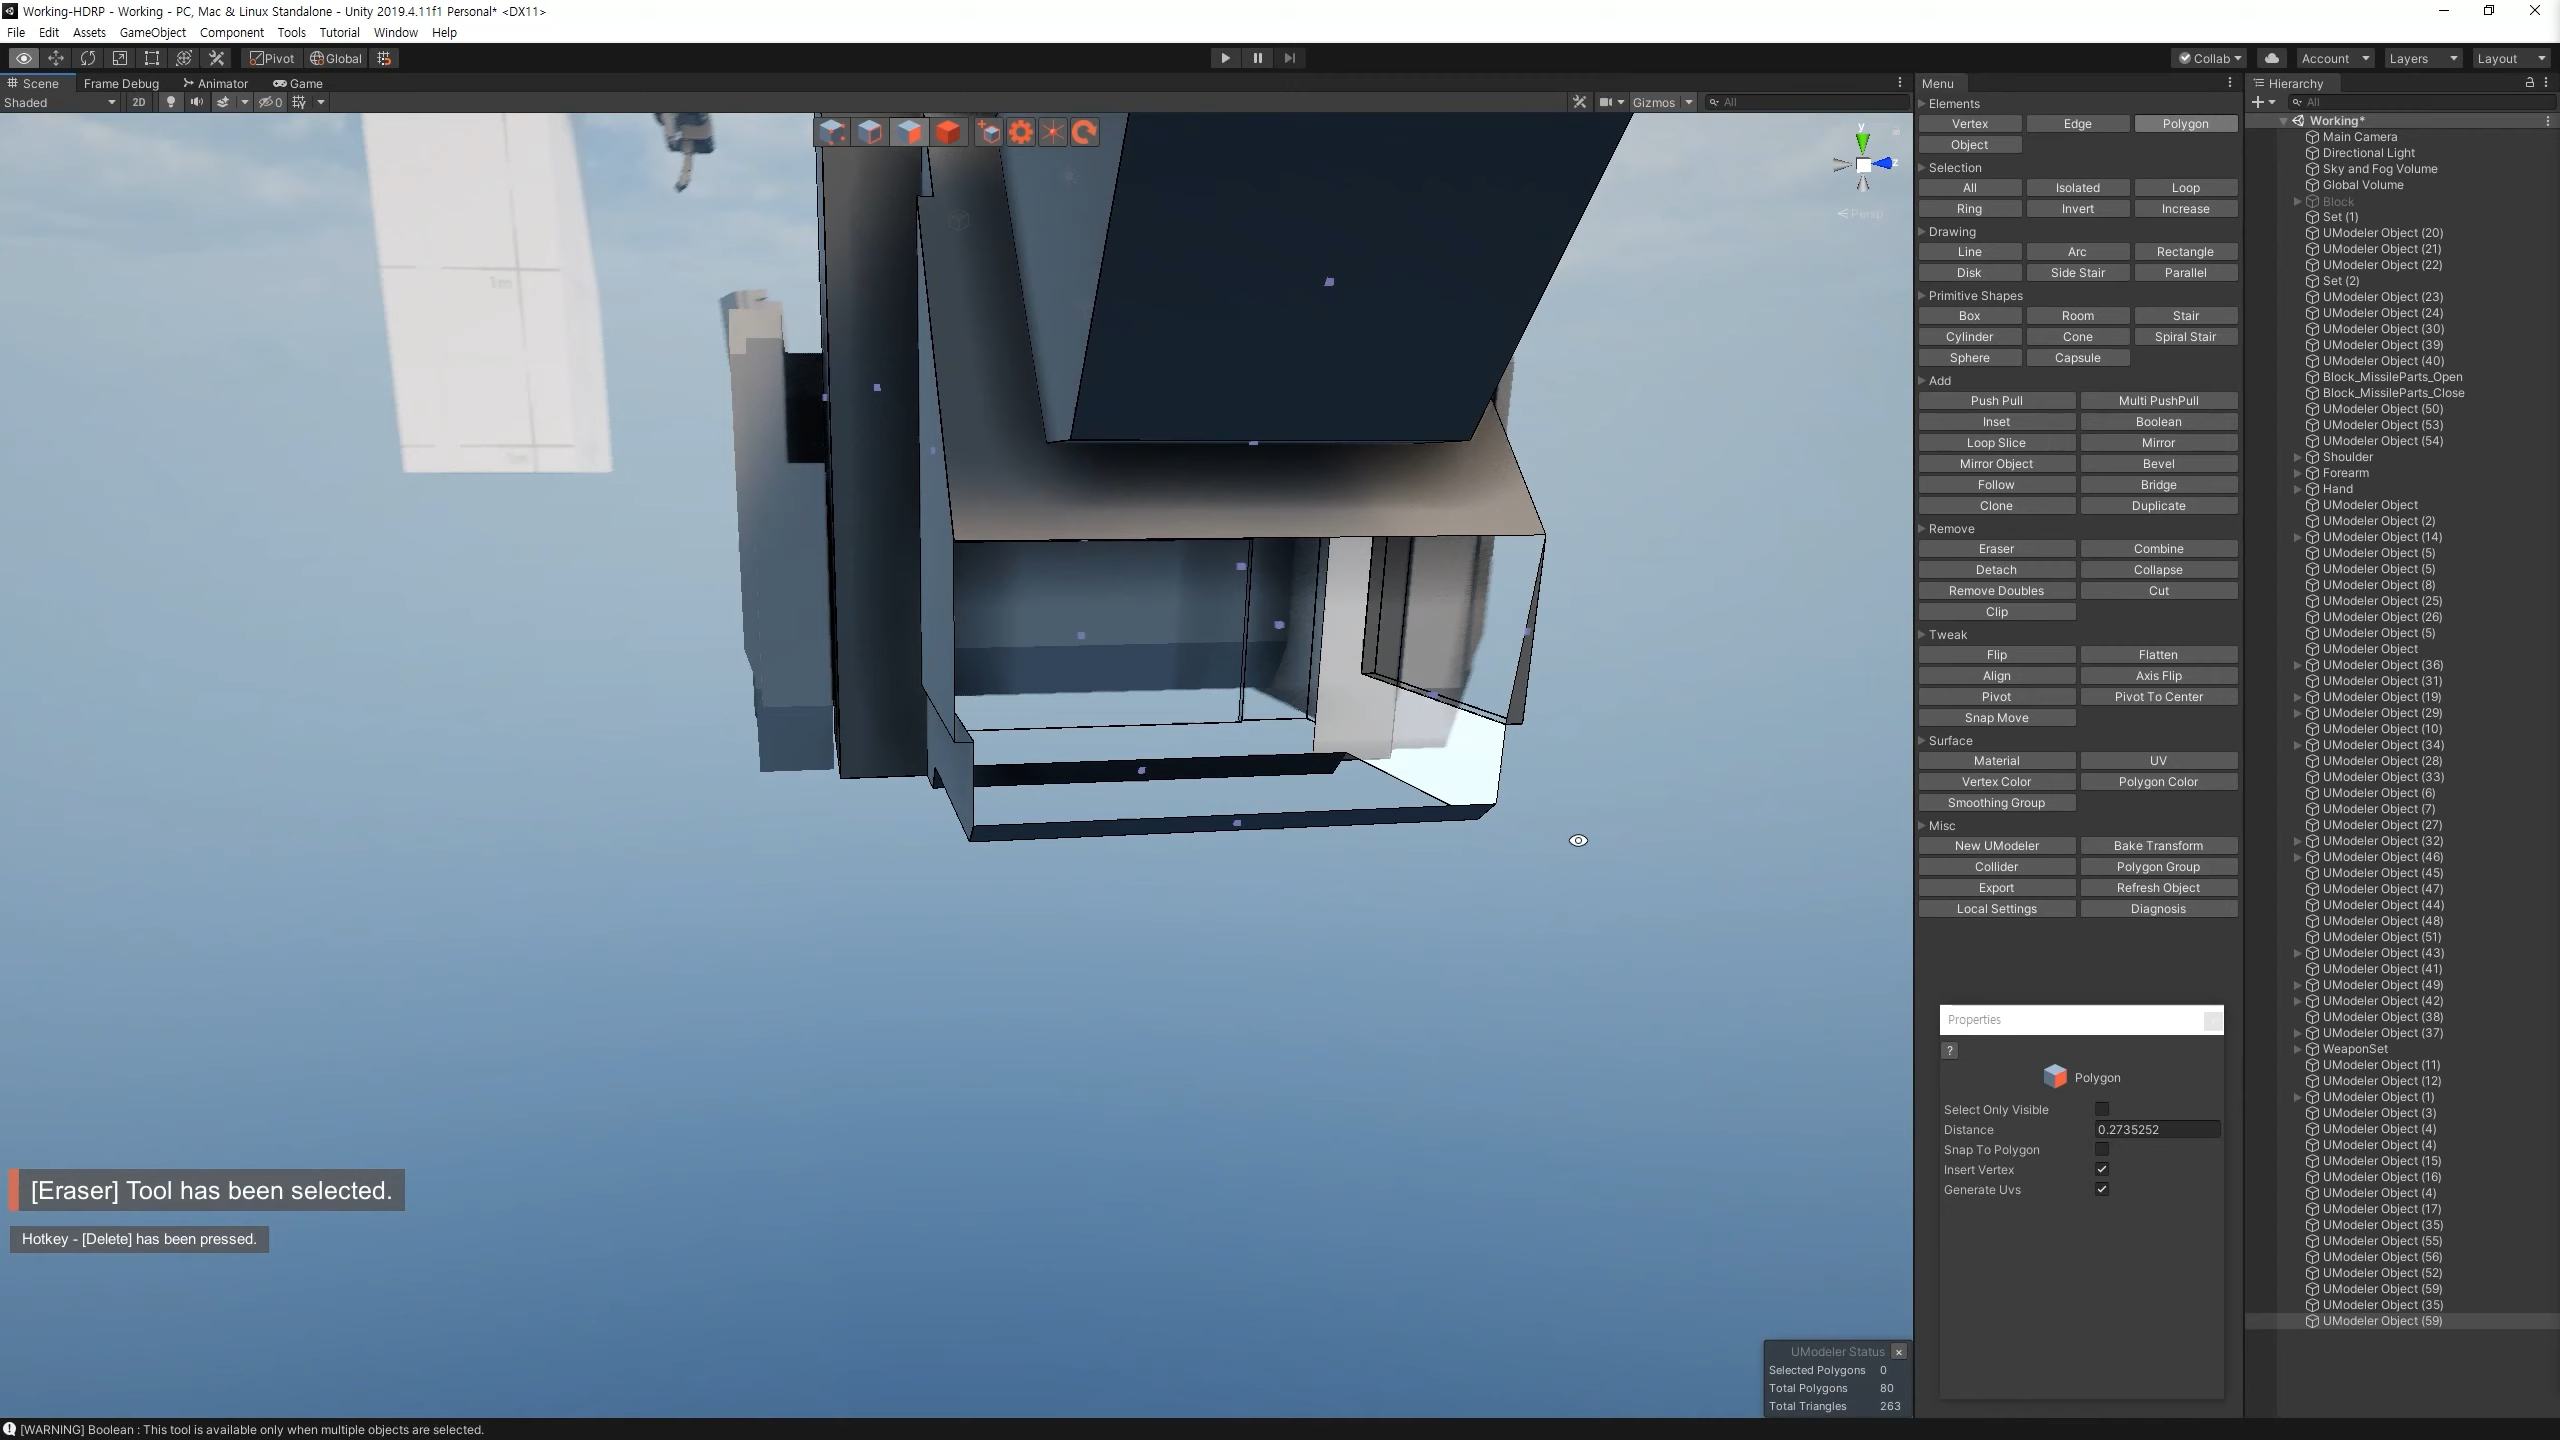 Working-HDRP - Working - PC, Mac & Linux Standalone - Unity 2019.4.11f1 Personal* <DX11>
File Edit Assets GameObject Component Tools Tutorial Window Help
Pivot Global Collab Account Layers Layout
Scene Frame Debug Animator Game
Shaded 2D 0 Gizmos All
y
z
Persp
1m
[Eraser] Tool has been selected.
Hotkey - [Delete] has been pressed.
UModeler Status
Selected Polygons 0
Total Polygons 80
Total Triangles 263
[WARNING] Boolean : This tool is available only when multiple objects are selected.
Menu
Elements
Vertex Edge Polygon
Object
Selection
All Isolated Loop
Ring Invert Increase
Drawing
Line Arc Rectangle
Disk Side Stair Parallel
Primitive Shapes
Box Room Stair
Cylinder Cone Spiral Stair
Sphere Capsule
Add
Push Pull Multi PushPull
Inset Boolean
Loop Slice Mirror
Mirror Object Bevel
Follow Bridge
Clone Duplicate
Remove
Eraser Combine
Detach Collapse
Remove Doubles Cut
Clip
Tweak
Flip Flatten
Align Axis Flip
Pivot Pivot To Center
Snap Move
Surface
Material UV
Vertex Color Polygon Color
Smoothing Group
Misc
New UModeler Bake Transform
Collider Polygon Group
Export Refresh Object
Local Settings Diagnosis
Properties
?
Polygon
Select Only Visible
Distance 0.2735252
Snap To Polygon
Insert Vertex
Generate Uvs
Hierarchy
All
Working*
Main Camera
Directional Light
Sky and Fog Volume
Global Volume
Block
Set (1)
UModeler Object (20)
UModeler Object (21)
UModeler Object (22)
Set (2)
UModeler Object (23)
UModeler Object (24)
UModeler Object (30)
UModeler Object (39)
UModeler Object (40)
Block_MissileParts_Open
Block_MissileParts_Close
UModeler Object (50)
UModeler Object (53)
UModeler Object (54)
Shoulder
Forearm
Hand
UModeler Object
UModeler Object (2)
UModeler Object (14)
UModeler Object (5)
UModeler Object (5)
UModeler Object (8)
UModeler Object (25)
UModeler Object (26)
UModeler Object (5)
UModeler Object
UModeler Object (36)
UModeler Object (31)
UModeler Object (19)
UModeler Object (29)
UModeler Object (10)
UModeler Object (34)
UModeler Object (28)
UModeler Object (33)
UModeler Object (6)
UModeler Object (7)
UModeler Object (27)
UModeler Object (32)
UModeler Object (46)
UModeler Object (45)
UModeler Object (47)
UModeler Object (44)
UModeler Object (48)
UModeler Object (51)
UModeler Object (43)
UModeler Object (41)
UModeler Object (49)
UModeler Object (42)
UModeler Object (38)
UModeler Object (37)
WeaponSet
UModeler Object (11)
UModeler Object (12)
UModeler Object (1)
UModeler Object (3)
UModeler Object (4)
UModeler Object (4)
UModeler Object (15)
UModeler Object (16)
UModeler Object (4)
UModeler Object (17)
UModeler Object (35)
UModeler Object (55)
UModeler Object (56)
UModeler Object (52)
UModeler Object (59)
UModeler Object (35)
UModeler Object (59)